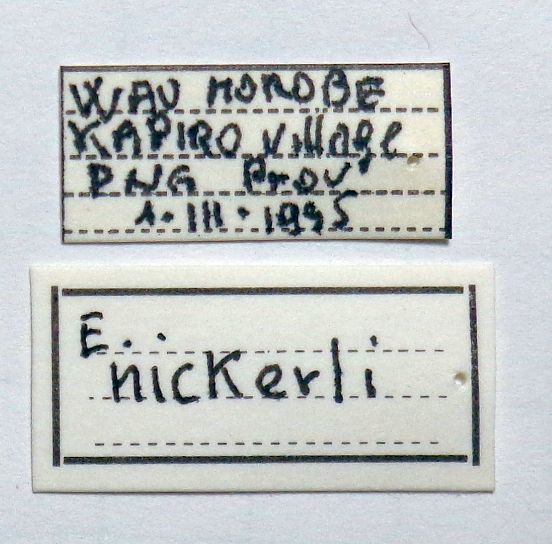 WAU MOROBE
KAPIRO village
PNG Prov
1.III.1995
E.
nickerli